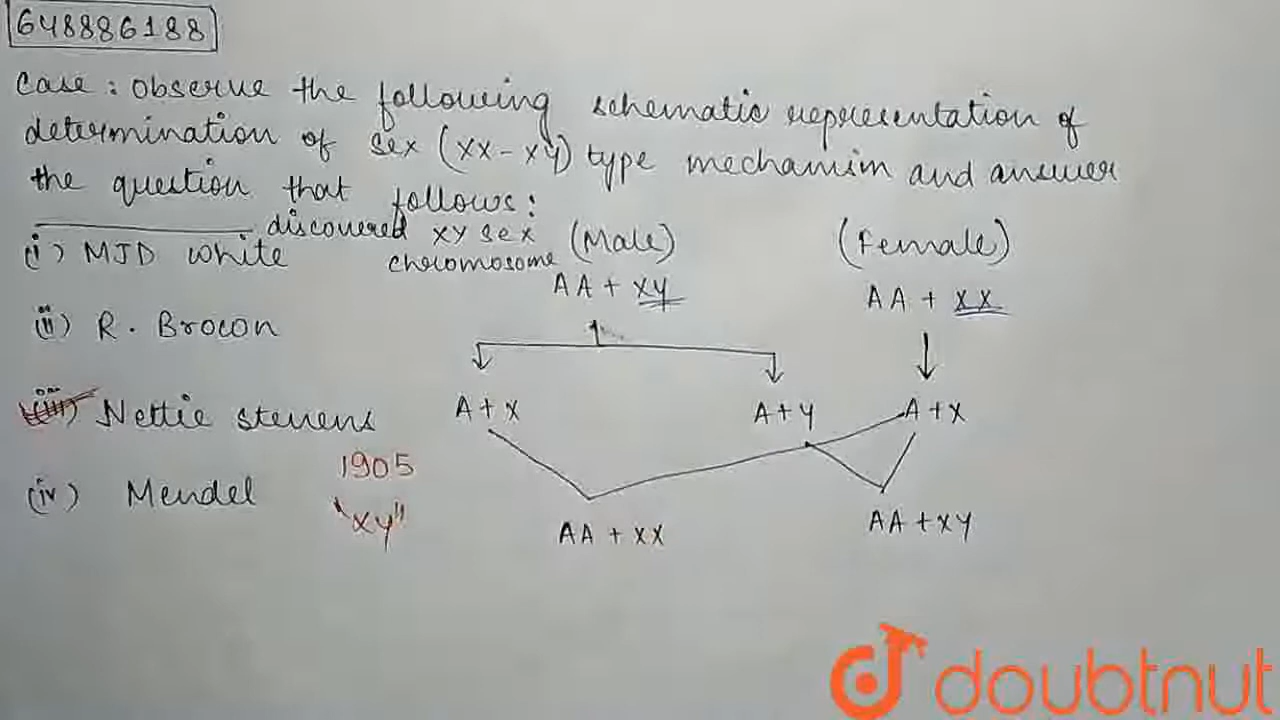 648886188
Case : Observe the following schematic representation of
determination of sex (XX - XY) type mechanism and answer
the question that follows:
__________ discovered XY sex chromosome
(i) MJD White
(ii) R. Brocon
(iii) Nettie stevens
(iv) Mendel
1905
"XY"
(Male)
(Female)
AA + XY
AA + XX
A + X
A + Y
A + X
AA + XX
AA + XY
doubtnut